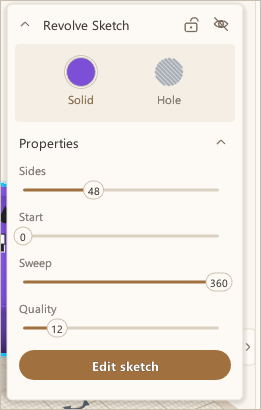 Revolve Sketch
Solid Hole
Properties
Sides
48
Start
0
Sweep
360
Quality
12
Edit sketch